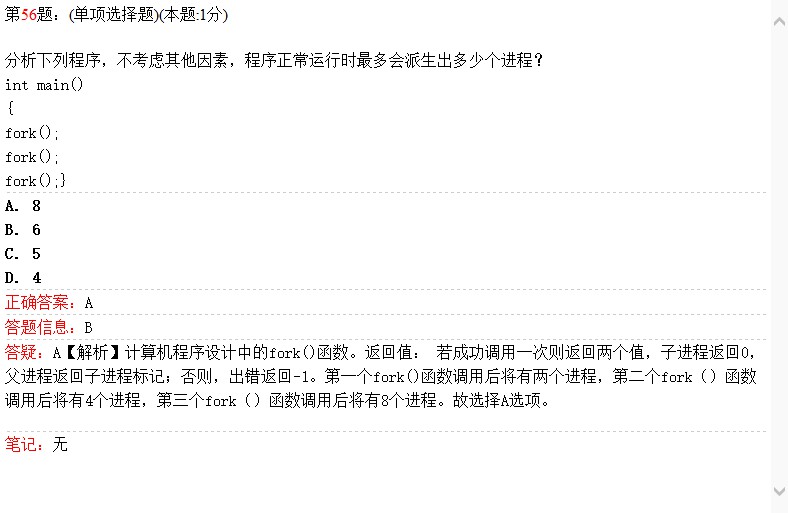 第56题：(单项选择题)(本题:1分)
分析下列程序，不考虑其他因素，程序正常运行时最多会派生出多少个进程？
int main()
{
fork();
fork();
fork();}
A. 8
B. 6
C. 5
D. 4
正确答案：A
答题信息：B
答疑：A【解析】计算机程序设计中的fork()函数。返回值： 若成功调用一次则返回两个值，子进程返回0，
父进程返回子进程标记；否则，出错返回-1。第一个fork()函数调用后将有两个进程，第二个fork（）函数
调用后将有4个进程，第三个fork（）函数调用后将有8个进程。故选择A选项。
笔记：无